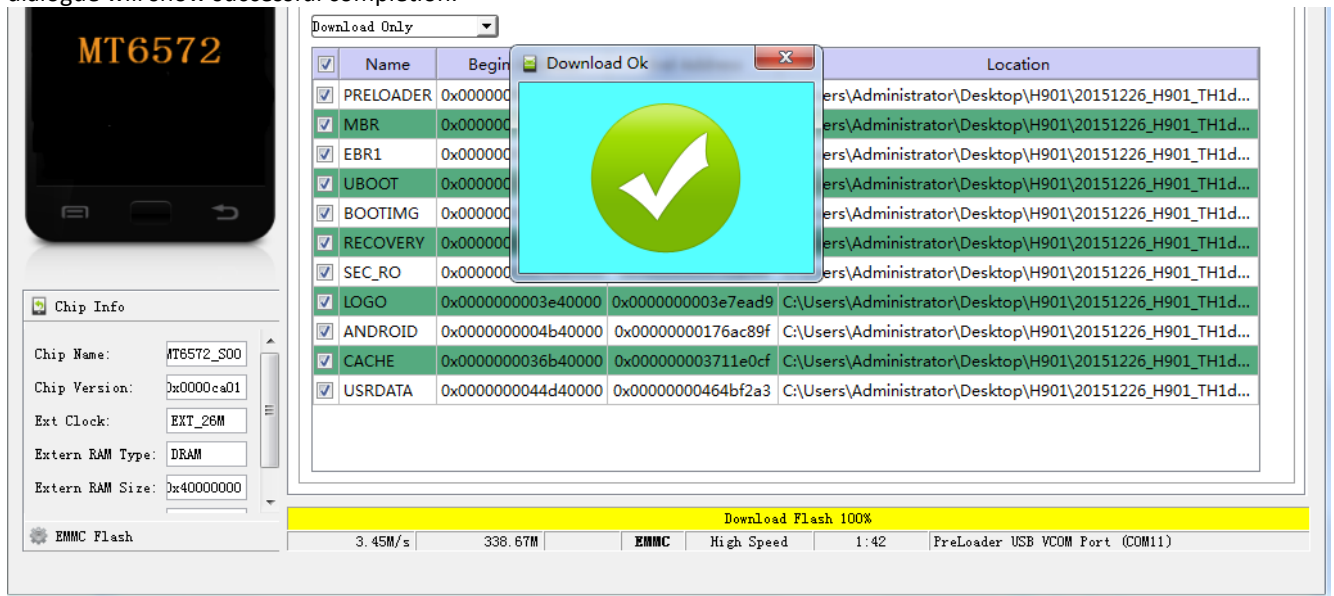 dialogue will show successful completion.
Download Only
MT6572
Name Begin Location
Download Ok
PRELOADER 0x000000 ers\Administrator\Desktop\H901\20151226_H901_TH1d...
MBR 0x000000 ers\Administrator\Desktop\H901\20151226_H901_TH1d...
EBR1 0x000000 ers\Administrator\Desktop\H901\20151226_H901_TH1d...
UBOOT 0x000000 ers\Administrator\Desktop\H901\20151226_H901_TH1d...
BOOTIMG 0x000000 ers\Administrator\Desktop\H901\20151226_H901_TH1d...
RECOVERY 0x000000 ers\Administrator\Desktop\H901\20151226_H901_TH1d...
SEC_RO 0x000000 ers\Administrator\Desktop\H901\20151226_H901_TH1d...
LOGO 0x0000000003e40000 0x0000000003e7ead9 C:\Users\Administrator\Desktop\H901\20151226_H901_TH1d...
ANDROID 0x0000000004b40000 0x00000000176ac89f C:\Users\Administrator\Desktop\H901\20151226_H901_TH1d...
CACHE 0x0000000036b40000 0x000000003711e0cf C:\Users\Administrator\Desktop\H901\20151226_H901_TH1d...
USRDATA 0x0000000044d40000 0x00000000464bf2a3 C:\Users\Administrator\Desktop\H901\20151226_H901_TH1d...
Chip Info
Chip Name: MT6572_S00
Chip Version: 0x0000ca01
Ext Clock: EXT_26M
Extern RAM Type: DRAM
Extern RAM Size: 0x40000000
EMMC Flash
Download Flash 100%
3.45M/s 338.67M EMMC High Speed 1:42 PreLoader USB VCOM Port (COM11)